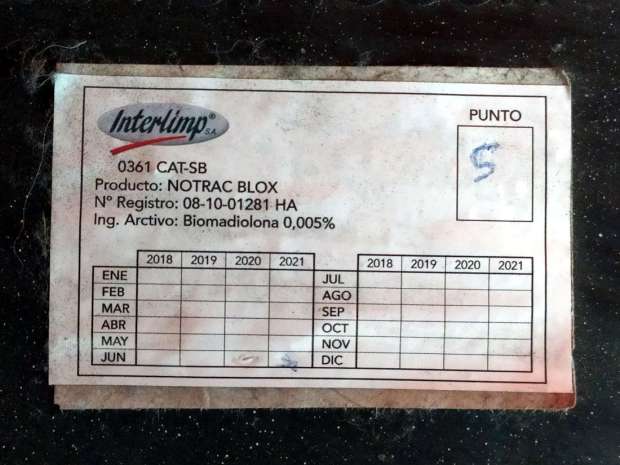 Interlimp® S.A.
PUNTO
5
0361 CAT-SB
Producto: NOTRAC BLOX
Nº Registro: 08-10-01281 HA
Ing. Arctivo: Biomadiolona 0,005%
2018 2019 2020 2021
ENE
FEB
MAR
ABR
MAY
JUN
2018 2019 2020 2021
JUL
AGO
SEP
OCT
NOV
DIC